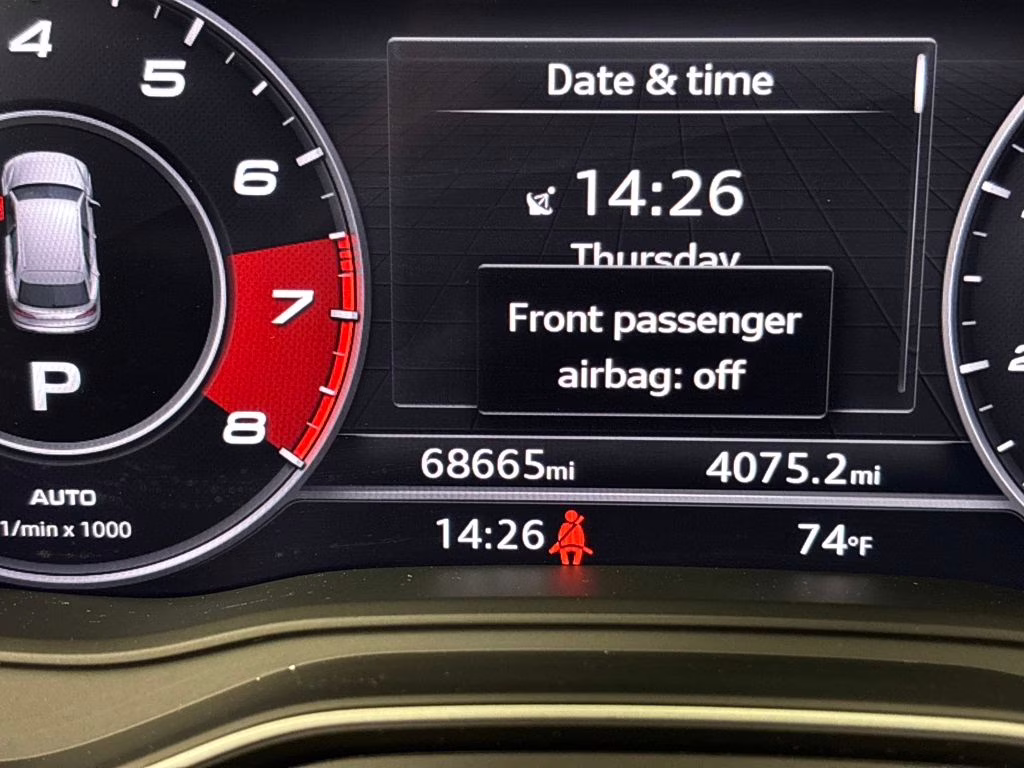 4
5
6
7
8
P
AUTO
1/min x 1000
Date & time
14:26
Thursday
Front passenger
airbag: off
68665mi
4075.2mi
14:26
74°F